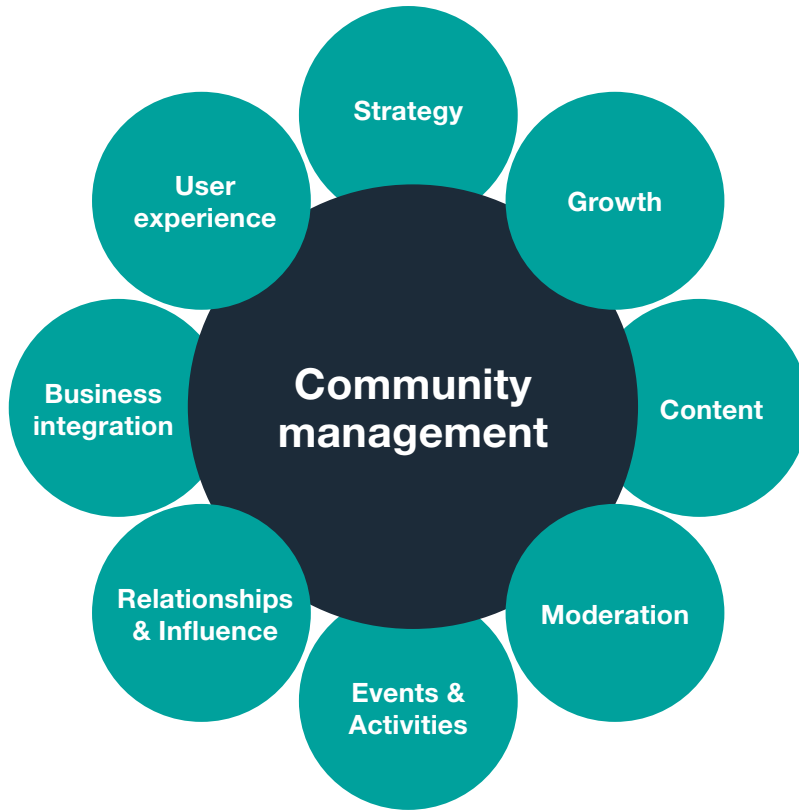 Strategy
Growth
Content
Moderation
Events &
Activities
Relationships
& Influence
Business
integration
User
experience
Community
management